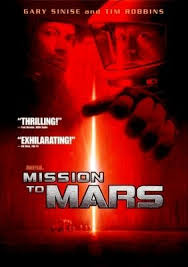 GARY SINISE and TIM ROBBINS
"THRILLING!"
"EXHILARATING!"
MISSION
TO MARS